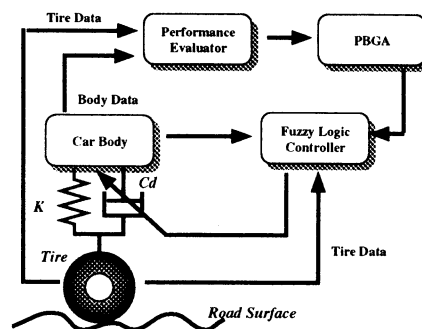 Tire Data
Performance
Evaluator
PBGA
Body Data
Car Body
Fuzzy Logic
Controller
Cd
K
Tire
Tire Data
Road Surface